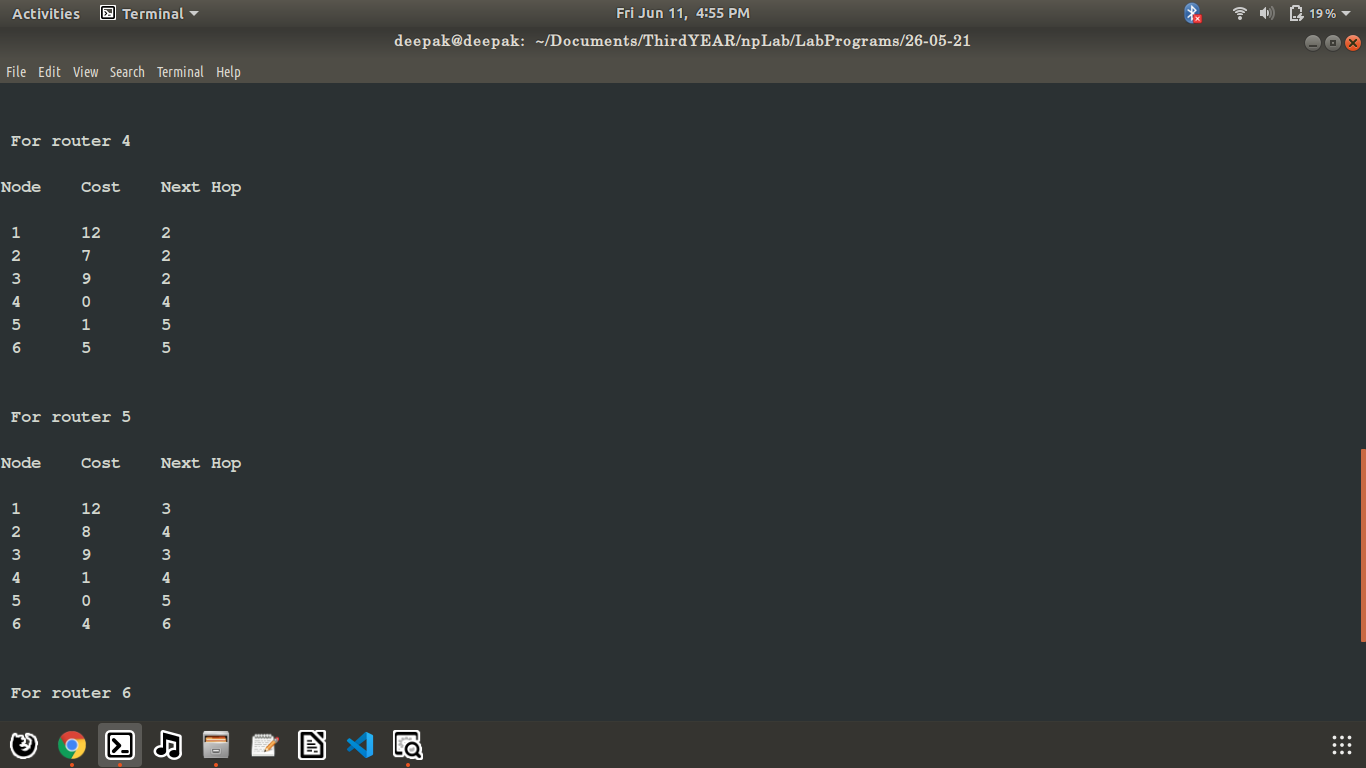 Activities Terminal Fri Jun 11, 4:55 PM 19%
deepak@deepak: ~/Documents/ThirdYEAR/npLab/LabPrograms/26-05-21
File Edit View Search Terminal Help
For router 4
Node Cost Next Hop
1 12 2
2 7 2
3 9 2
4 0 4
5 1 5
6 5 5
For router 5
Node Cost Next Hop
1 12 3
2 8 4
3 9 3
4 1 4
5 0 5
6 4 6
For router 6